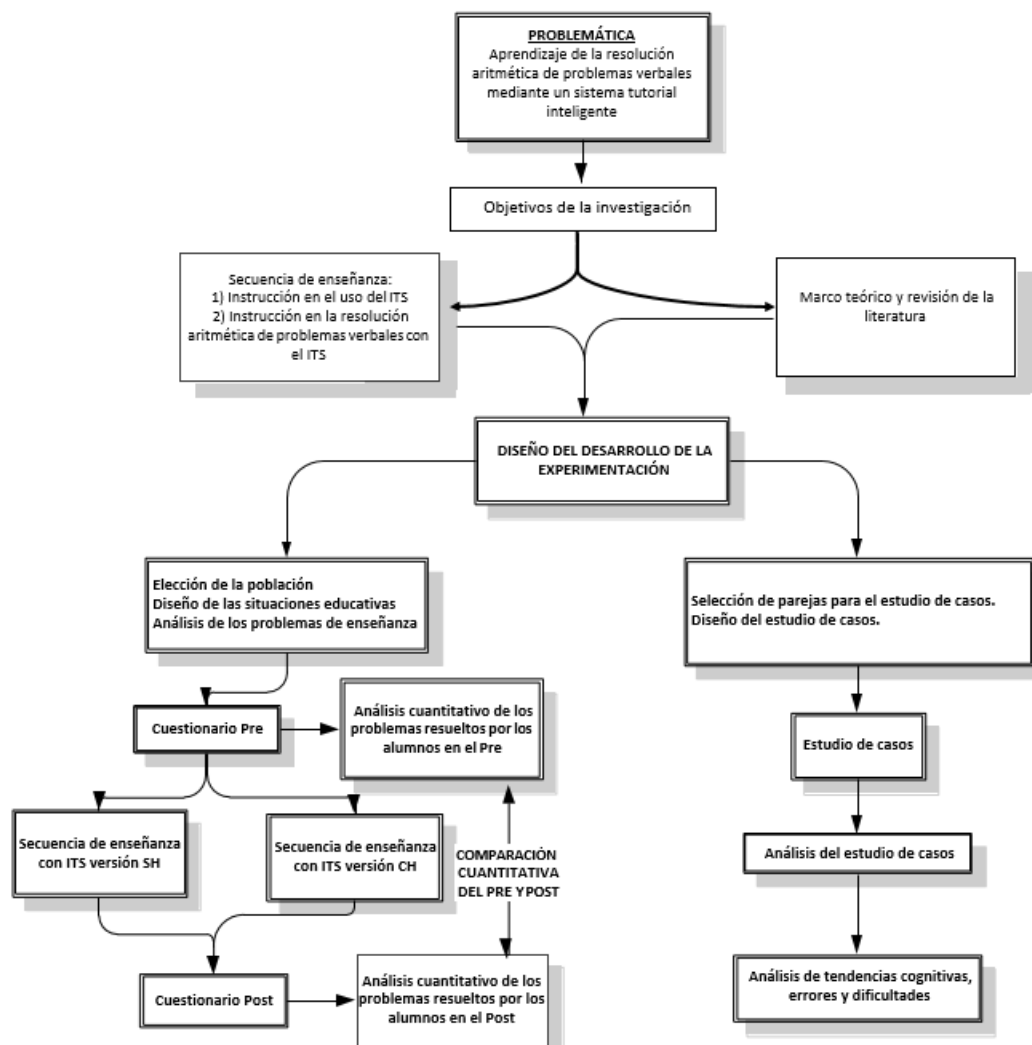 PROBLEMÁTICA
Aprendizaje de la resolución
aritmética de problemas verbales
mediante un sistema tutorial
inteligente
Objetivos de la investigación
Secuencia de enseñanza:
1) Instrucción en el uso del ITS
2) Instrucción en la resolución
aritmética de problemas verbales con
el ITS
Marco teórico y revisión de la
literatura
DISEÑO DEL DESARROLLO DE LA
EXPERIMENTACIÓN
Elección de la población
Diseño de las situaciones educativas
Análisis de los problemas de enseñanza
Selección de parejas para el estudio de casos.
Diseño del estudio de casos.
Cuestionario Pre
Análisis cuantitativo de los
problemas resueltos por los
alumnos en el Pre
Estudio de casos
Secuencia de enseñanza
con ITS versión SH
Secuencia de enseñanza
con ITS versión CH
COMPARACIÓN
CUANTITATIVA
DEL PRE Y POST
Análisis del estudio de casos
Cuestionario Post
Análisis cuantitativo de los
problemas resueltos por los
alumnos en el Post
Análisis de tendencias cognitivas,
errores y dificultades